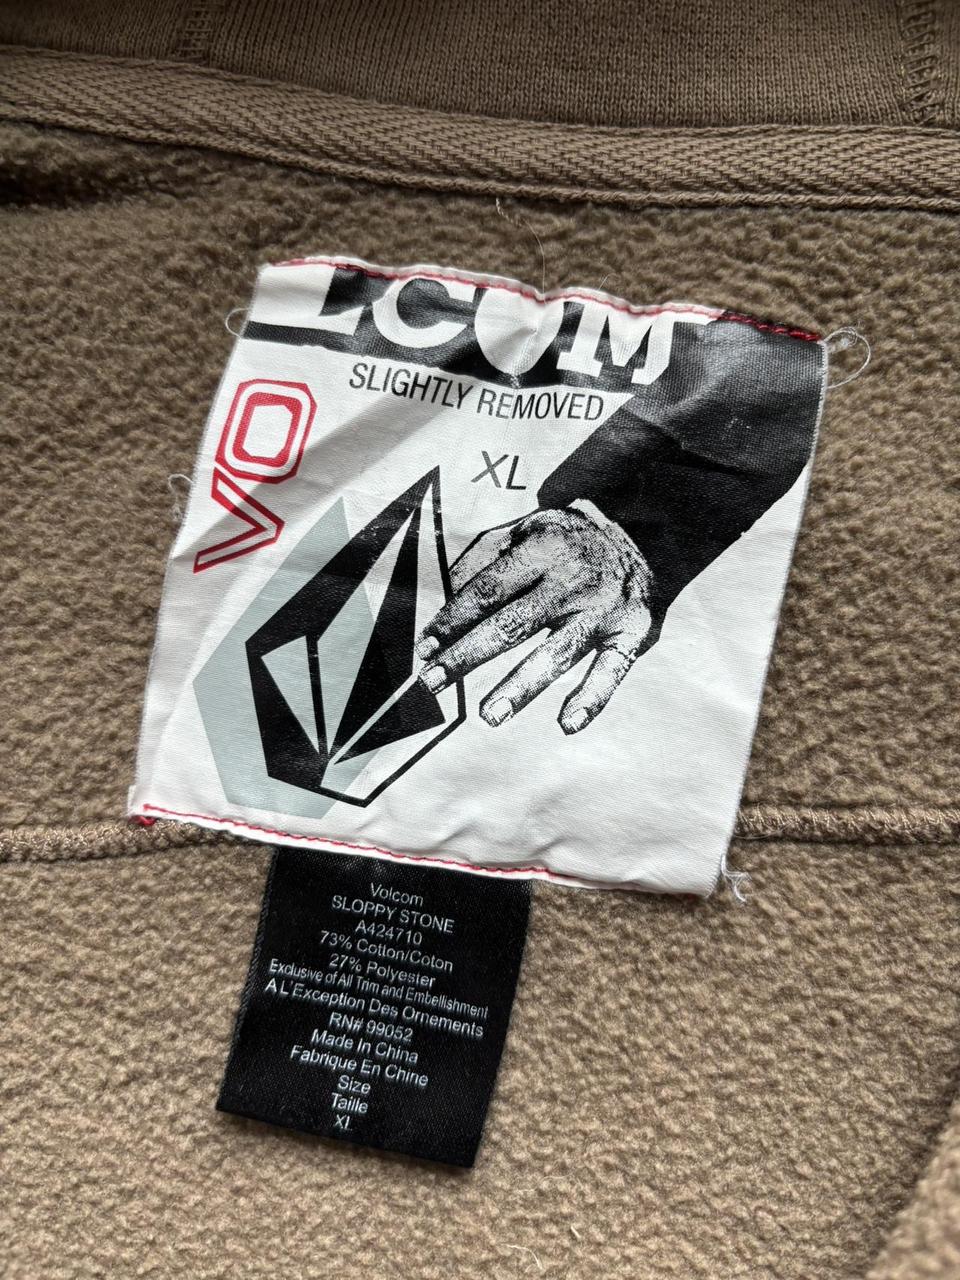 LCOM
SLIGHTLY REMOVED
XL
VO
Volcom
SLOPPY STONE
A424710
73% Cotton/Coton
27% Polyester
Exclusive of All Trim and Embellishment
A L'Exception Des Ornements
RN# 99052
Made In China
Fabrique En Chine
Size
Taille
XL